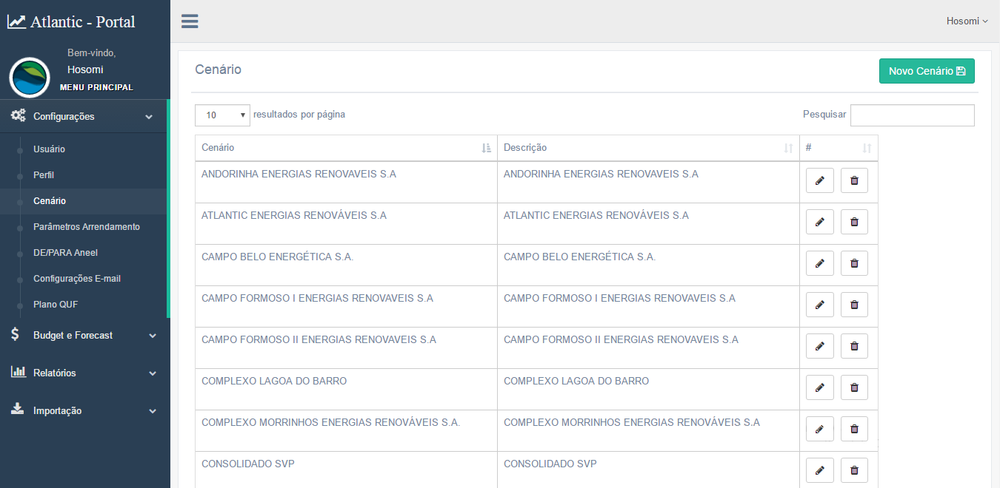 Atlantic - Portal
Hosomi
Bem-vindo,
Hosomi
MENU PRINCIPAL
Configurações
Usuário
Perfil
Cenário
Parâmetros Arrendamento
DE/PARA Aneel
Configurações E-mail
Plano QUF
Budget e Forecast
Relatórios
Importação
Cenário
Novo Cenário
10 resultados por página
Pesquisar
Cenário Descrição #
ANDORINHA ENERGIAS RENOVAVEIS S.A ANDORINHA ENERGIAS RENOVAVEIS S.A
ATLANTIC ENERGIAS RENOVÁVEIS S.A ATLANTIC ENERGIAS RENOVÁVEIS S.A
CAMPO BELO ENERGÉTICA S.A. CAMPO BELO ENERGÉTICA S.A.
CAMPO FORMOSO I ENERGIAS RENOVAVEIS S.A CAMPO FORMOSO I ENERGIAS RENOVAVEIS S.A
CAMPO FORMOSO II ENERGIAS RENOVAVEIS S.A CAMPO FORMOSO II ENERGIAS RENOVAVEIS S.A
COMPLEXO LAGOA DO BARRO COMPLEXO LAGOA DO BARRO
COMPLEXO MORRINHOS ENERGIAS RENOVÁVEIS S.A. COMPLEXO MORRINHOS ENERGIAS RENOVÁVEIS S.A
CONSOLIDADO SVP CONSOLIDADO SVP